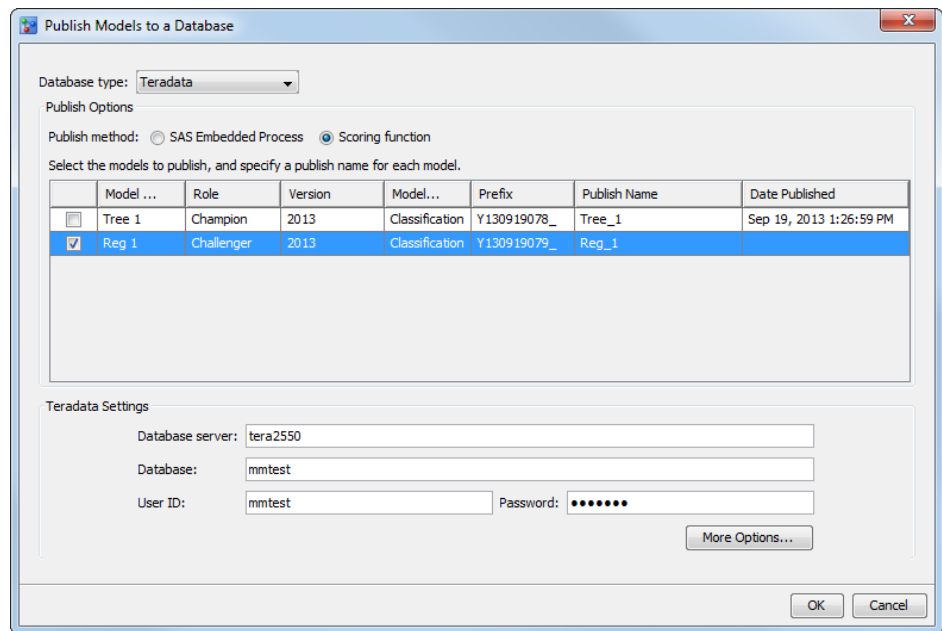 Publish Models to a Database
Database type: Teradata
Publish Options
Publish method: SAS Embedded Process Scoring function
Select the models to publish, and specify a publish name for each model.
Model ... Role Version Model... Prefix Publish Name Date Published
Tree 1 Champion 2013 Classification Y130919078_ Tree_1 Sep 19, 2013 1:26:59 PM
Reg 1 Challenger 2013 Classification Y130919079_ Reg_1
Teradata Settings
Database server: tera2550
Database: mmtest
User ID: mmtest Password: •••••••
More Options...
OK Cancel